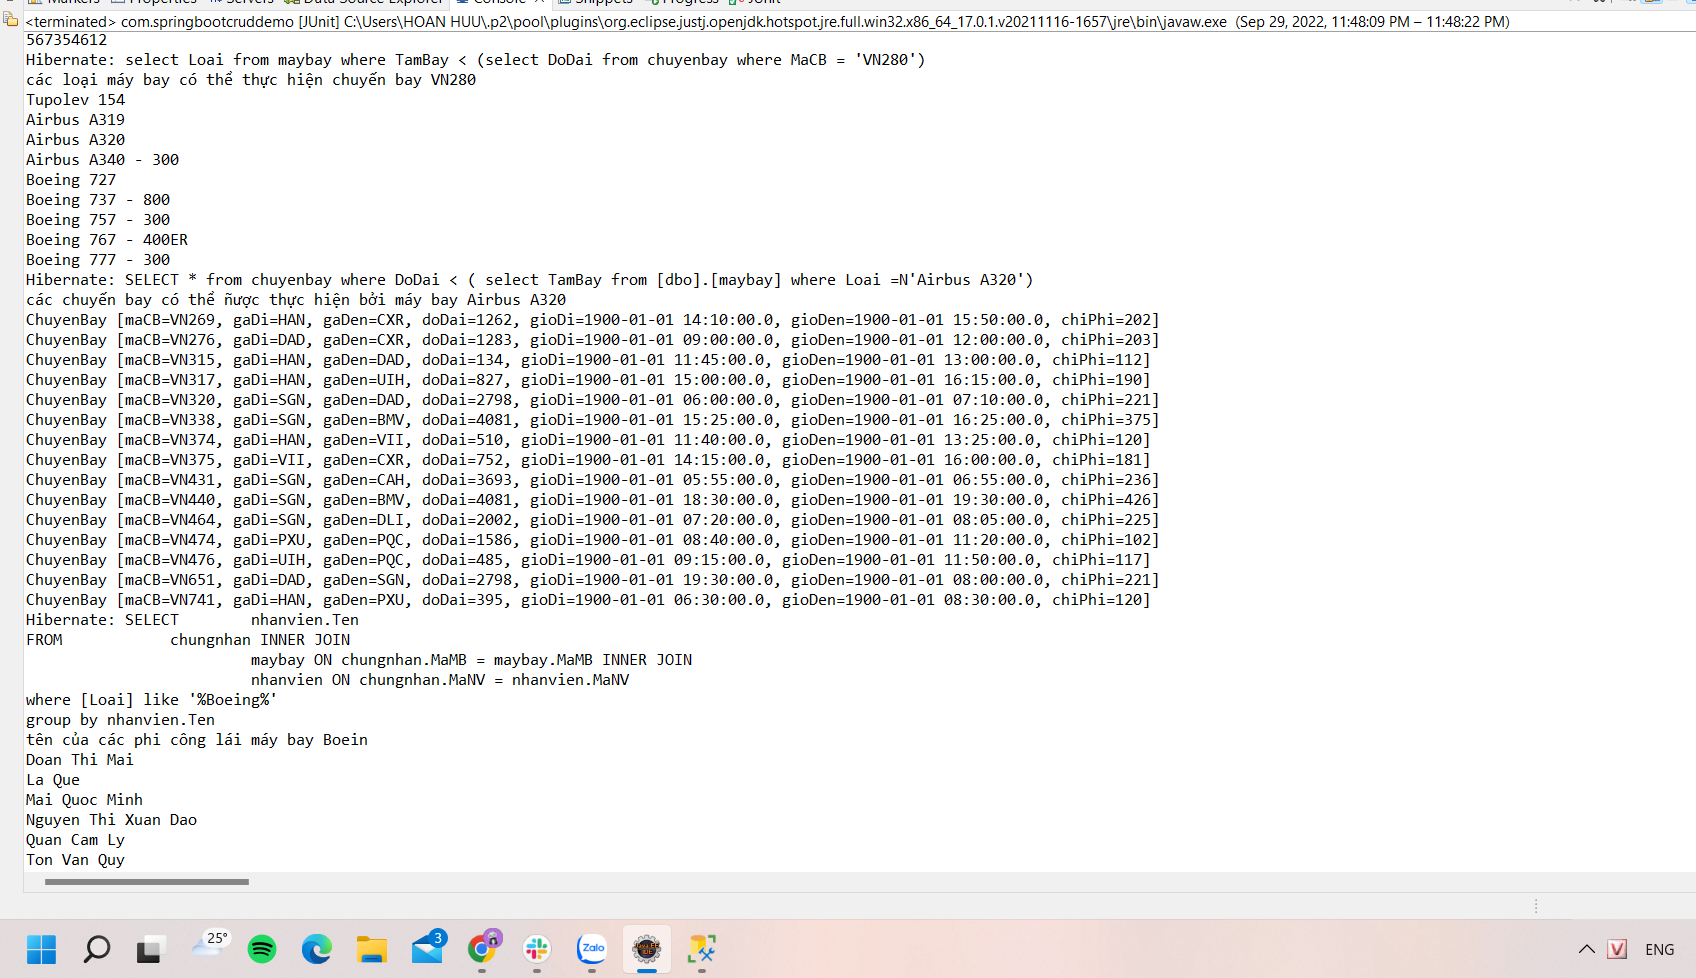 Markers Properties Servers Data Source Explorer Console Snippets Progress JUnit
<terminated> com.springbootcruddemo [JUnit] C:\Users\HOAN HUU\.p2\pool\plugins\org.eclipse.justj.openjdk.hotspot.jre.full.win32.x86_64_17.0.1.v20211116-1657\jre\bin\javaw.exe (Sep 29, 2022, 11:48:09 PM – 11:48:22 PM)
567354612
Hibernate: select Loai from maybay where TamBay < (select DoDai from chuyenbay where MaCB = 'VN280')
các loại máy bay có thể thực hiện chuyến bay VN280
Tupolev 154
Airbus A319
Airbus A320
Airbus A340 - 300
Boeing 727
Boeing 737 - 800
Boeing 757 - 300
Boeing 767 - 400ER
Boeing 777 - 300
Hibernate: SELECT * from chuyenbay where DoDai < ( select TamBay from [dbo].[maybay] where Loai =N'Airbus A320')
các chuyến bay có thể ñược thực hiện bởi máy bay Airbus A320
ChuyenBay [maCB=VN269, gaDi=HAN, gaDen=CXR, doDai=1262, gioDi=1900-01-01 14:10:00.0, gioDen=1900-01-01 15:50:00.0, chiPhi=202]
ChuyenBay [maCB=VN276, gaDi=DAD, gaDen=CXR, doDai=1283, gioDi=1900-01-01 09:00:00.0, gioDen=1900-01-01 12:00:00.0, chiPhi=203]
ChuyenBay [maCB=VN315, gaDi=HAN, gaDen=DAD, doDai=134, gioDi=1900-01-01 11:45:00.0, gioDen=1900-01-01 13:00:00.0, chiPhi=112]
ChuyenBay [maCB=VN317, gaDi=HAN, gaDen=UIH, doDai=827, gioDi=1900-01-01 15:00:00.0, gioDen=1900-01-01 16:15:00.0, chiPhi=190]
ChuyenBay [maCB=VN320, gaDi=SGN, gaDen=DAD, doDai=2798, gioDi=1900-01-01 06:00:00.0, gioDen=1900-01-01 07:10:00.0, chiPhi=221]
ChuyenBay [maCB=VN338, gaDi=SGN, gaDen=BMV, doDai=4081, gioDi=1900-01-01 15:25:00.0, gioDen=1900-01-01 16:25:00.0, chiPhi=375]
ChuyenBay [maCB=VN374, gaDi=HAN, gaDen=VII, doDai=510, gioDi=1900-01-01 11:40:00.0, gioDen=1900-01-01 13:25:00.0, chiPhi=120]
ChuyenBay [maCB=VN375, gaDi=VII, gaDen=CXR, doDai=752, gioDi=1900-01-01 14:15:00.0, gioDen=1900-01-01 16:00:00.0, chiPhi=181]
ChuyenBay [maCB=VN431, gaDi=SGN, gaDen=CAH, doDai=3693, gioDi=1900-01-01 05:55:00.0, gioDen=1900-01-01 06:55:00.0, chiPhi=236]
ChuyenBay [maCB=VN440, gaDi=SGN, gaDen=BMV, doDai=4081, gioDi=1900-01-01 18:30:00.0, gioDen=1900-01-01 19:30:00.0, chiPhi=426]
ChuyenBay [maCB=VN464, gaDi=SGN, gaDen=DLI, doDai=2002, gioDi=1900-01-01 07:20:00.0, gioDen=1900-01-01 08:05:00.0, chiPhi=225]
ChuyenBay [maCB=VN474, gaDi=PXU, gaDen=PQC, doDai=1586, gioDi=1900-01-01 08:40:00.0, gioDen=1900-01-01 11:20:00.0, chiPhi=102]
ChuyenBay [maCB=VN476, gaDi=UIH, gaDen=PQC, doDai=485, gioDi=1900-01-01 09:15:00.0, gioDen=1900-01-01 11:50:00.0, chiPhi=117]
ChuyenBay [maCB=VN651, gaDi=DAD, gaDen=SGN, doDai=2798, gioDi=1900-01-01 19:30:00.0, gioDen=1900-01-01 08:00:00.0, chiPhi=221]
ChuyenBay [maCB=VN741, gaDi=HAN, gaDen=PXU, doDai=395, gioDi=1900-01-01 06:30:00.0, gioDen=1900-01-01 08:30:00.0, chiPhi=120]
Hibernate: SELECT nhanvien.Ten
FROM chungnhan INNER JOIN
maybay ON chungnhan.MaMB = maybay.MaMB INNER JOIN
nhanvien ON chungnhan.MaNV = nhanvien.MaNV
where [Loai] like '%Boeing%'
group by nhanvien.Ten
tên của các phi công lái máy bay Boein
Doan Thi Mai
La Que
Mai Quoc Minh
Nguyen Thi Xuan Dao
Quan Cam Ly
Ton Van Quy
25° 3 Zalo V ENG